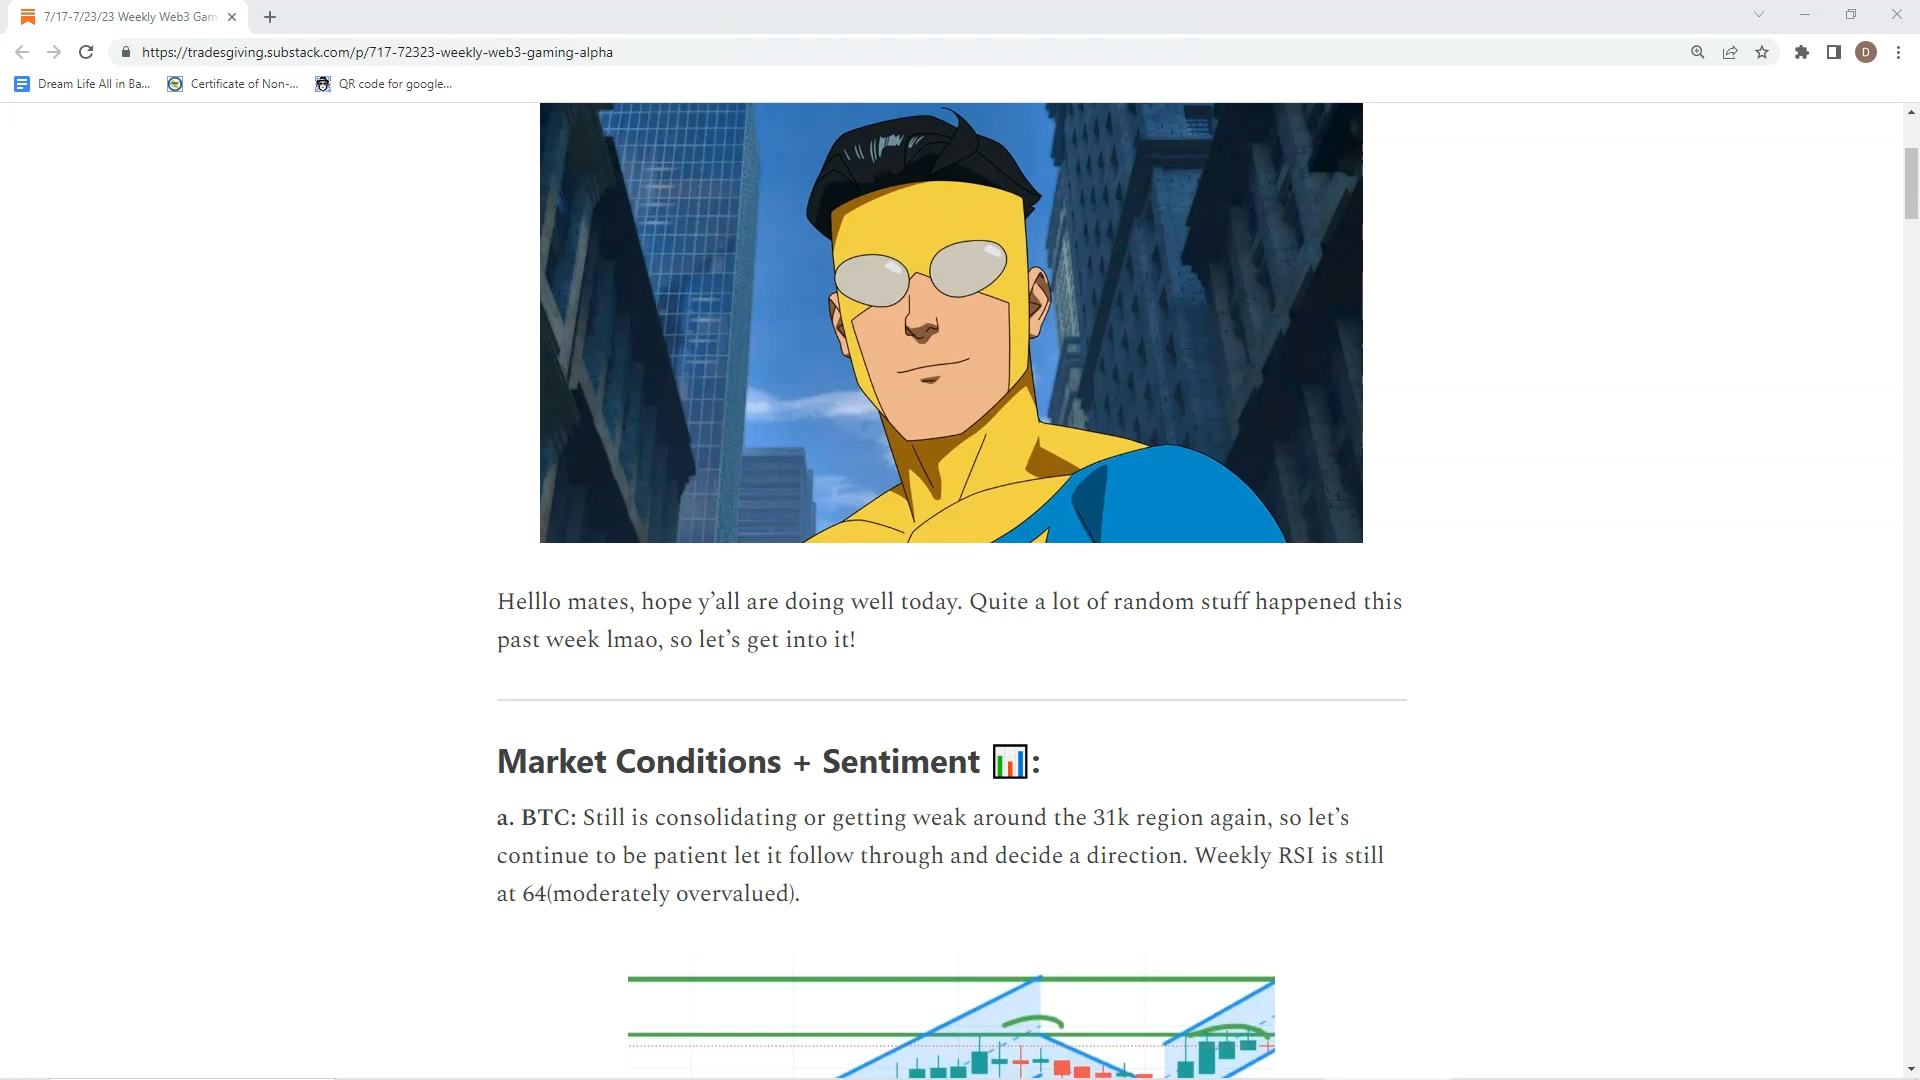 7/17-7/23/23 Weekly Web3 Gam
https://tradesgiving.substack.com/p/717-72323-weekly-web3-gaming-alpha
D
Dream Life All in Ba...
Certificate of Non-...
QR code for google...
Helllo mates, hope y’all are doing well today. Quite a lot of random stuff happened this
past week lmao, so let’s get into it!
Market Conditions + Sentiment 📊:
a. BTC: Still is consolidating or getting weak around the 31k region again, so let’s
continue to be patient let it follow through and decide a direction. Weekly RSI is still
at 64(moderately overvalued).